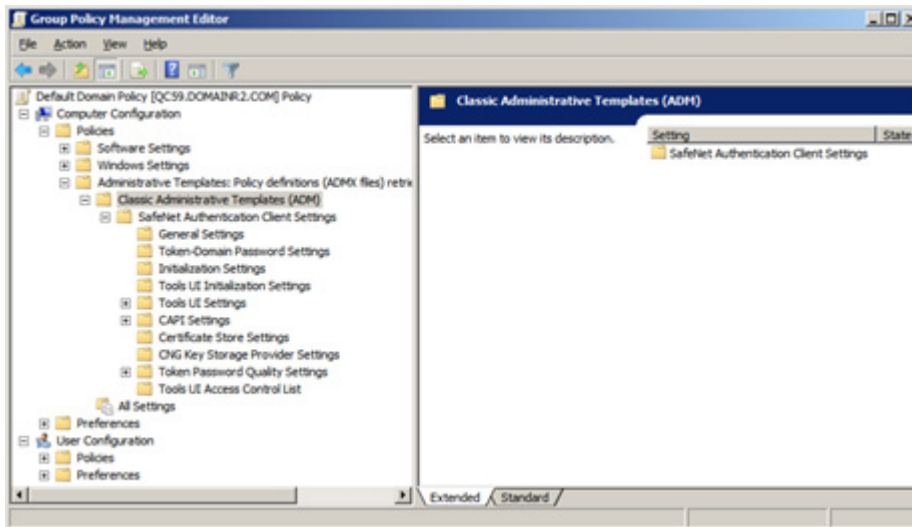 Group Policy Management Editor
File Action View Help
Default Domain Policy [QC59.DOMAINR2.COM] Policy
Computer Configuration
Policies
Software Settings
Windows Settings
Administrative Templates: Policy definitions (ADMX files) retrie
Classic Administrative Templates (ADM)
SafeNet Authentication Client Settings
General Settings
Token-Domain Password Settings
Initialization Settings
Tools UI Initialization Settings
Tools UI Settings
CAPI Settings
Certificate Store Settings
CNG Key Storage Provider Settings
Token Password Quality Settings
Tools UI Access Control List
All Settings
Preferences
User Configuration
Policies
Preferences
Classic Administrative Templates (ADM)
Select an item to view its description.
Setting State
SafeNet Authentication Client Settings
Extended Standard